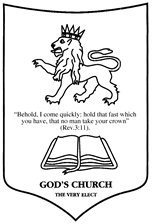 "Behold, I come quickly: hold that fast which
you have, that no man take your crown"
(Rev.3:11).
GOD'S CHURCH
THE VERY ELECT